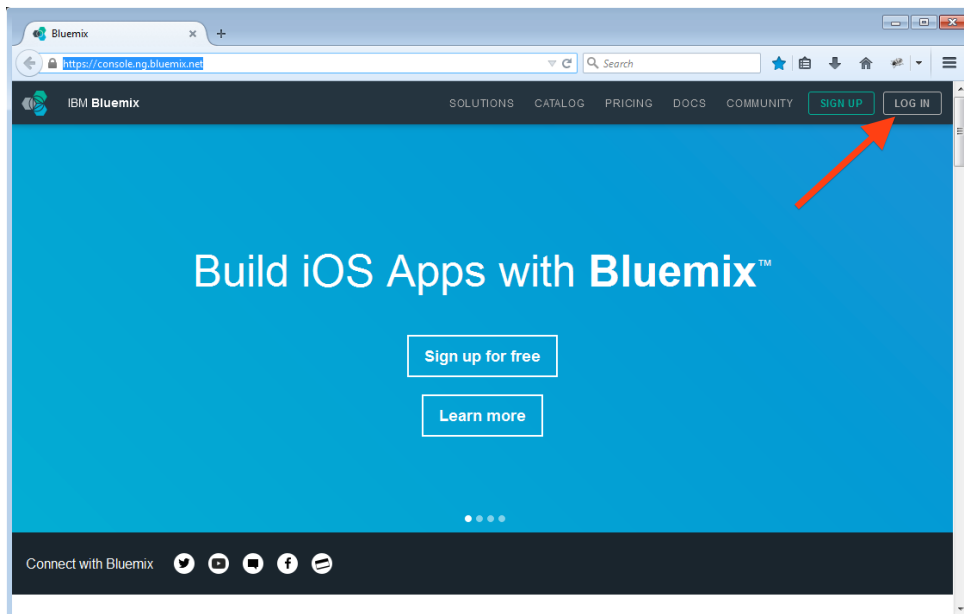 Bluemix
https://console.ng.bluemix.net
Search
IBM Bluemix
SOLUTIONS CATALOG PRICING DOCS COMMUNITY SIGN UP LOG IN
Build iOS Apps with Bluemix™
Sign up for free
Learn more
Connect with Bluemix